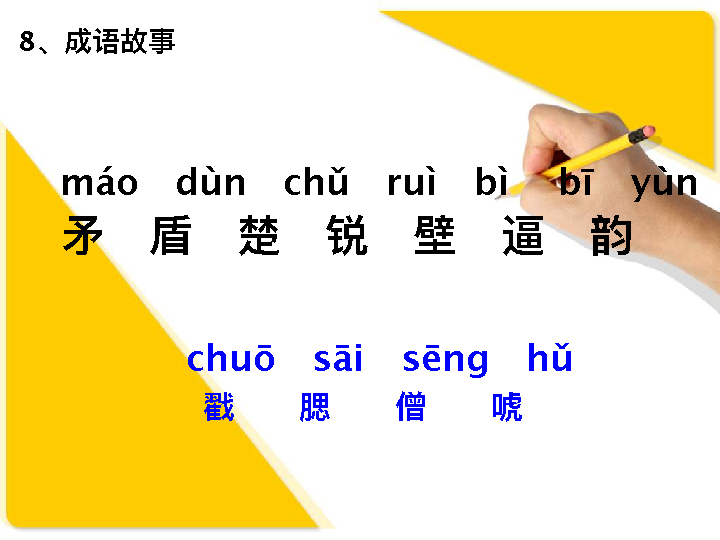 8、成语故事
máo dùn chǔ ruì bì bī yùn
矛 盾 楚 锐 壁 逼 韵
chuō sāi sēng hǔ
戳 腮 僧 唬